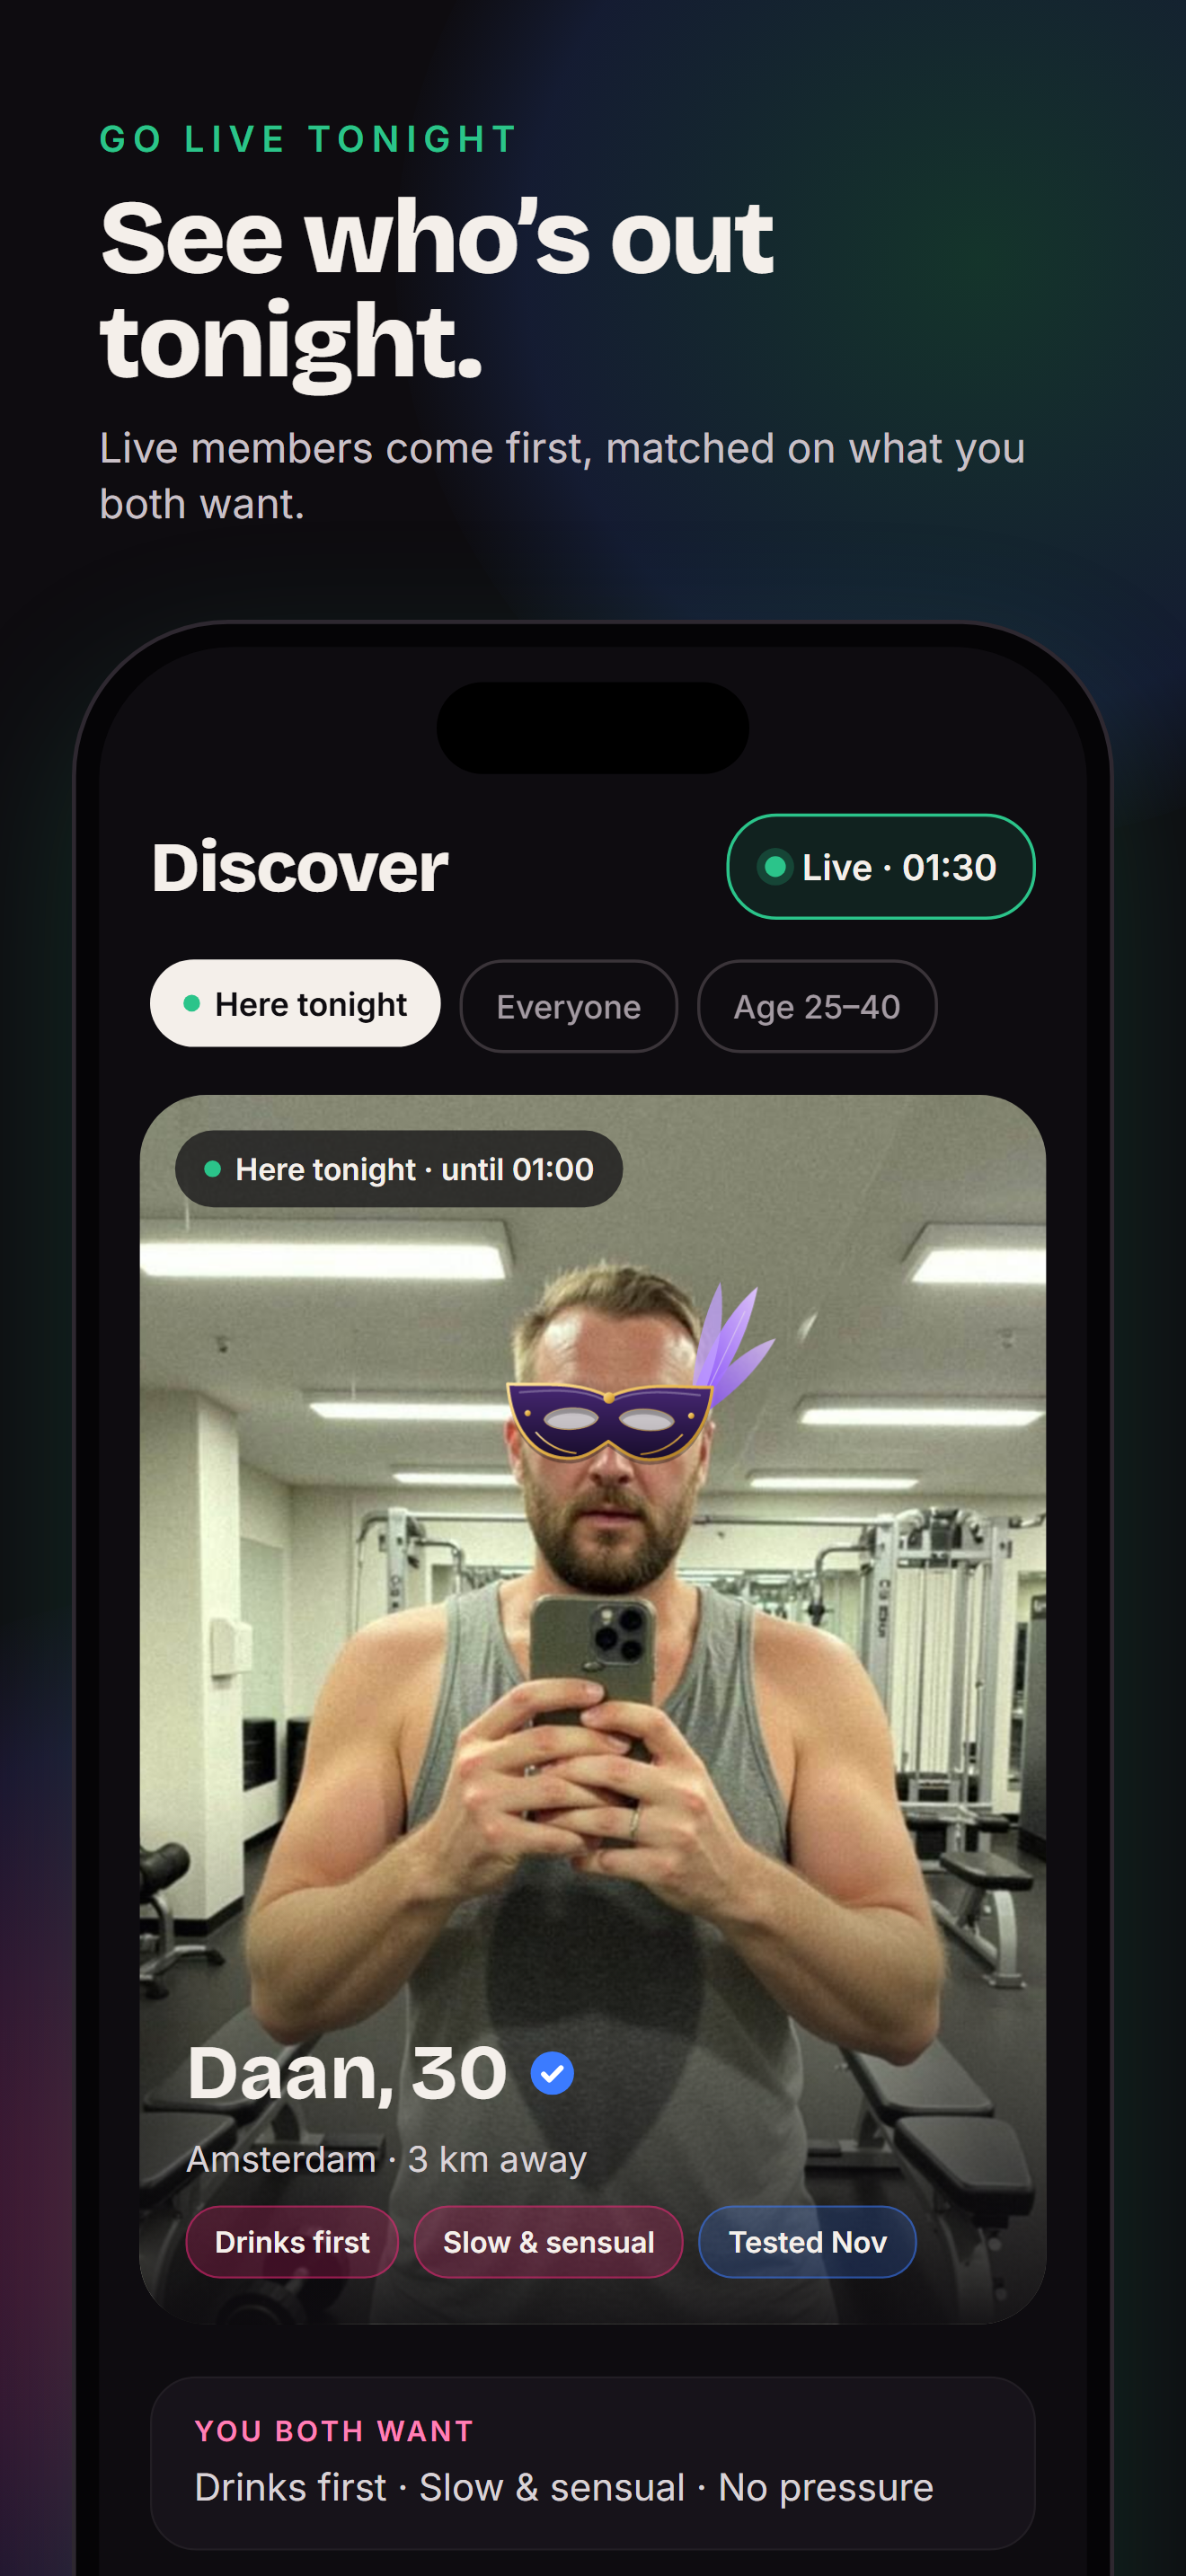 GO LIVE TONIGHT
See who’s out
tonight.
Live members come first, matched on what you
both want.
Discover
Live · 01:30
Here tonight
Everyone
Age 25–40
Here tonight · until 01:00
Daan, 30
Amsterdam · 3 km away
Drinks first
Slow & sensual
Tested Nov
YOU BOTH WANT
Drinks first · Slow & sensual · No pressure